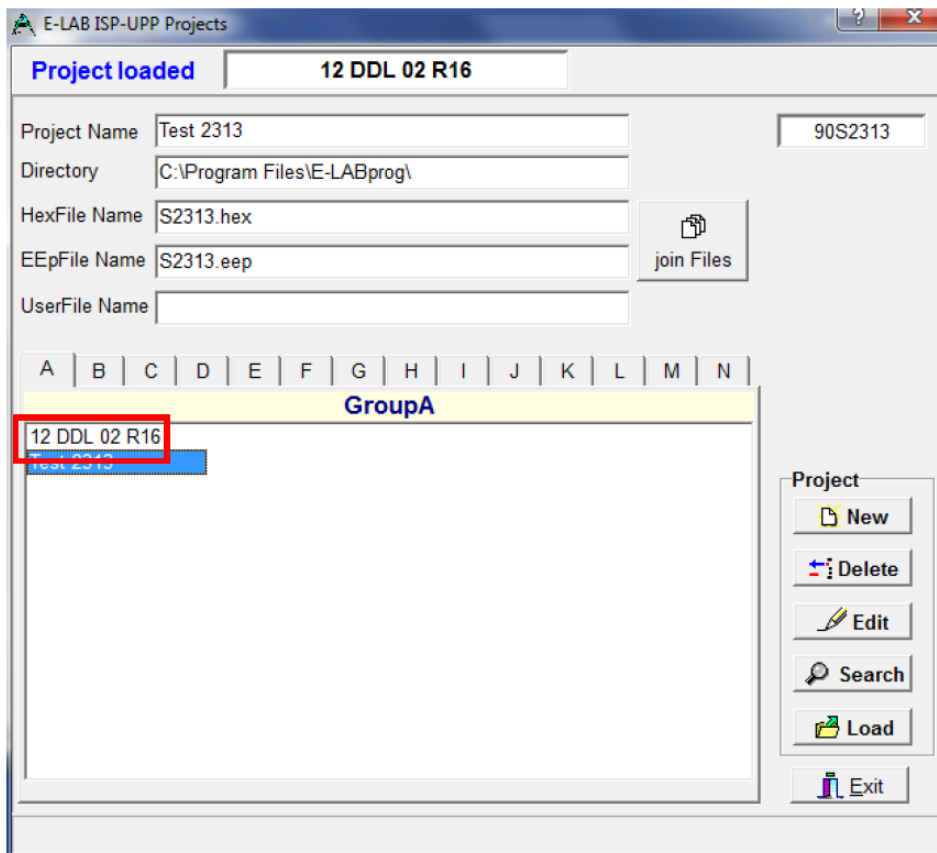 E-LAB ISP-UPP Projects
?
X
Project loaded
12 DDL 02 R16
Project Name
Test 2313
90S2313
Directory
C:\Program Files\E-LABprog\
HexFile Name
S2313.hex
EEpFile Name
S2313.eep
join Files
UserFile Name
A B C D E F G H I J K L M N
GroupA
12 DDL 02 R16
Test 2313
Project
New
Delete
Edit
Search
Load
Exit